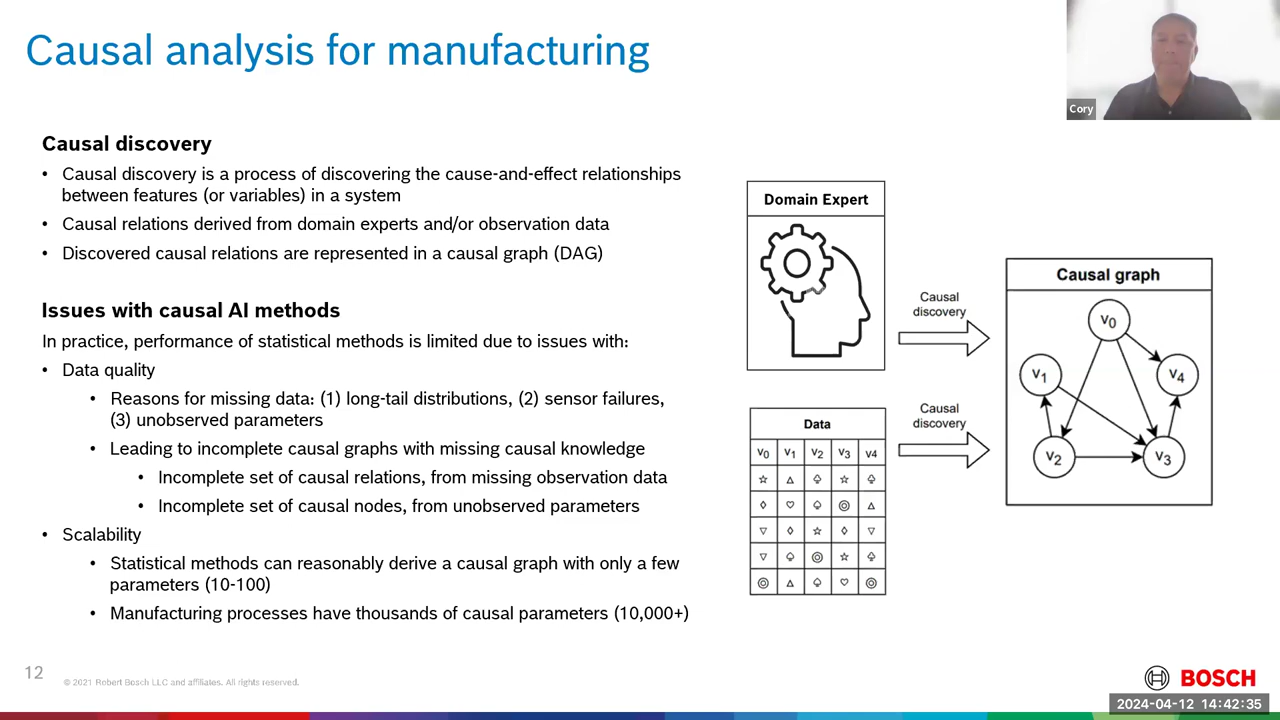 Causal analysis for manufacturing
Cory
Causal discovery
• Causal discovery is a process of discovering the cause-and-effect relationships
between features (or variables) in a system
• Causal relations derived from domain experts and/or observation data
• Discovered causal relations are represented in a causal graph (DAG)
Issues with causal AI methods
In practice, performance of statistical methods is limited due to issues with:
• Data quality
• Reasons for missing data: (1) long-tail distributions, (2) sensor failures,
(3) unobserved parameters
• Leading to incomplete causal graphs with missing causal knowledge
• Incomplete set of causal relations, from missing observation data
• Incomplete set of causal nodes, from unobserved parameters
• Scalability
• Statistical methods can reasonably derive a causal graph with only a few
parameters (10-100)
• Manufacturing processes have thousands of causal parameters (10,000+)
Domain Expert
Causal
discovery
Data
v0 v1 v2 v3 v4
☆ △ ♤ ☆ ♤
◇ ♡ ♤ ◎ △
▽ ◇ ☆ ◇ ▽
▽ ♤ ◎ ☆ ♤
◎ △ ♤ ♡ ◎
Causal
discovery
Causal graph
v0
v1
v4
v2
v3
12
© 2021 Robert Bosch LLC and affiliates. All rights reserved.
BOSCH
2024-04-12 14:42:35